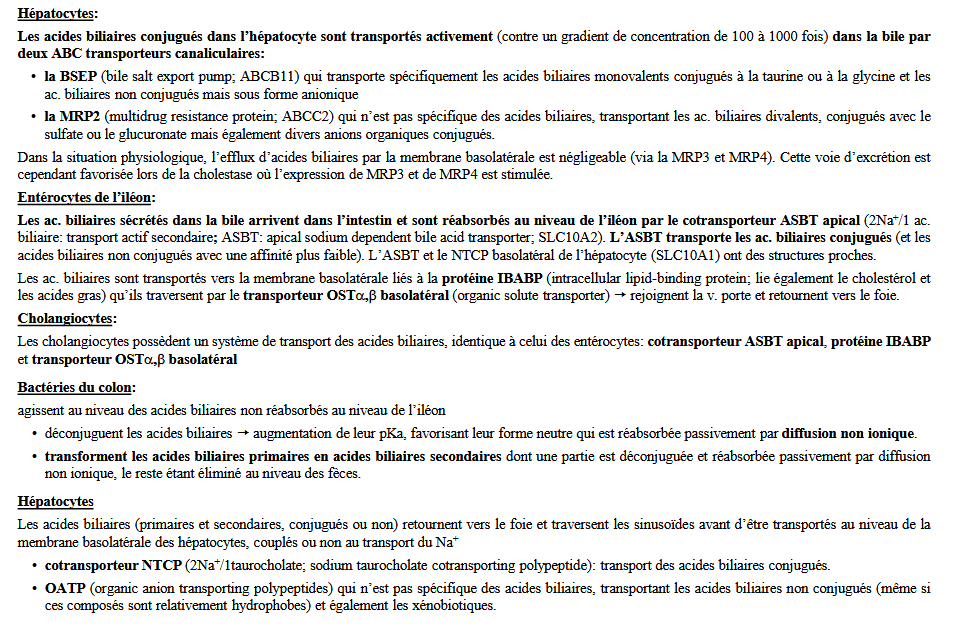 Hépatocytes:
Les acides biliaires conjugués dans l’hépatocyte sont transportés activement (contre un gradient de concentration de 100 à 1000 fois) dans la bile par
deux ABC transporteurs canaliculaires:
• la BSEP (bile salt export pump; ABCB11) qui transporte spécifiquement les acides biliaires monovalents conjugués à la taurine ou à la glycine et les
ac. biliaires non conjugués mais sous forme anionique
• la MRP2 (multidrug resistance protein; ABCC2) qui n’est pas spécifique des acides biliaires, transportant les ac. biliaires divalents, conjugués avec le
sulfate ou le glucuronate mais également divers anions organiques conjugués.
Dans la situation physiologique, l’efflux d’acides biliaires par la membrane basolatérale est négligeable (via la MRP3 et MRP4). Cette voie d’excrétion est
cependant favorisée lors de la cholestase où l’expression de MRP3 et de MRP4 est stimulée.
Entérocytes de l’iléon:
Les ac. biliaires sécrétés dans la bile arrivent dans l’intestin et sont réabsorbés au niveau de l’iléon par le cotransporteur ASBT apical (2Na⁺/1 ac.
biliaire: transport actif secondaire; ASBT: apical sodium dependent bile acid transporter; SLC10A2). L’ASBT transporte les ac. biliaires conjugués (et les
acides biliaires non conjugués avec une affinité plus faible). L’ASBT et le NTCP basolatéral de l’hépatocyte (SLC10A1) ont des structures proches.
Les ac. biliaires sont transportés vers la membrane basolatérale liés à la protéine IBABP (intracellular lipid-binding protein; lie également le cholestérol et
les acides gras) qu’ils traversent par le transporteur OSTα,β basolatéral (organic solute transporter) → rejoignent la v. porte et retournent vers le foie.
Cholangiocytes:
Les cholangiocytes possèdent un système de transport des acides biliaires, identique à celui des entérocytes: cotransporteur ASBT apical, protéine IBABP
et transporteur OSTα,β basolatéral
Bactéries du colon:
agissent au niveau des acides biliaires non réabsorbés au niveau de l’iléon
• déconjuguent les acides biliaires → augmentation de leur pKa, favorisant leur forme neutre qui est réabsorbée passivement par diffusion non ionique.
• transforment les acides biliaires primaires en acides biliaires secondaires dont une partie est déconjuguée et réabsorbée passivement par diffusion
non ionique, le reste étant éliminé au niveau des fèces.
Hépatocytes
Les acides biliaires (primaires et secondaires, conjugués ou non) retournent vers le foie et traversent les sinusoïdes avant d’être transportés au niveau de la
membrane basolatérale des hépatocytes, couplés ou non au transport du Na⁺
• cotransporteur NTCP (2Na⁺/1taurocholate; sodium taurocholate cotransporting polypeptide): transport des acides biliaires conjugués.
• OATP (organic anion transporting polypeptides) qui n’est pas spécifique des acides biliaires, transportant les acides biliaires non conjugués (même si
ces composés sont relativement hydrophobes) et également les xénobiotiques.